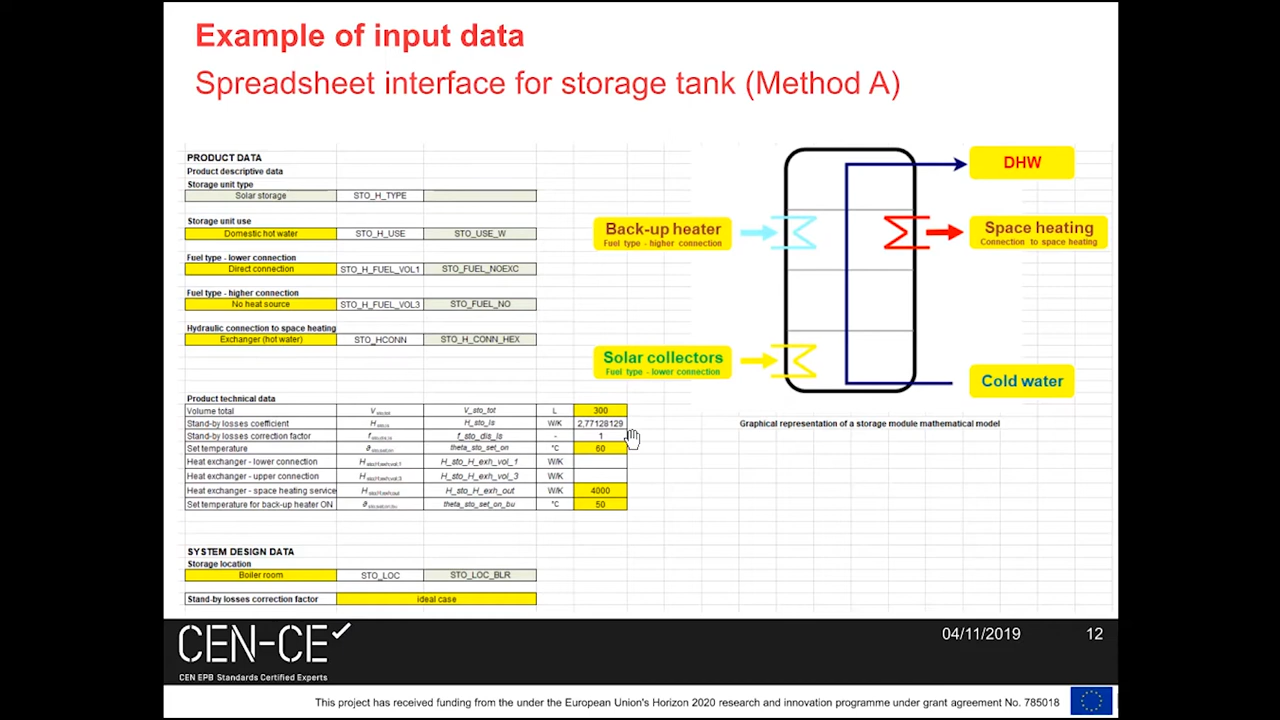 Example of input data
Spreadsheet interface for storage tank (Method A)
PRODUCT DATA
Product descriptive data
Storage unit type
Solar storage STO_H_TYPE
Storage unit use
Domestic hot water STO_H_USE STO_USE_W
Fuel type - lower connection
Direct connection STO_H_FUEL_VOL1 STO_FUEL_NOEXC
Fuel type - higher connection
No heat source STO_H_FUEL_VOL3 STO_FUEL_NO
Hydraulic connection to space heating
Exchanger (hot water) STO_HCONN STO_H_CONN_HEX
Product technical data
Volume total V_sto_tot L 300
Stand-by losses coefficient H_sto_ls W/K 2,77128129
Stand-by losses correction factor f_sto_dis_ls - 1
Set temperature theta_sto_set_on °C 60
Heat exchanger - lower connection H_sto_H_exh_vol_1 W/K
Heat exchanger - upper connection H_sto_H_exh_vol_3 W/K
Heat exchanger - space heating service H_sto_H_exh_out W/K 4000
Set temperature for back-up heater ON theta_sto_set_on_bu °C 50
SYSTEM DESIGN DATA
Storage location
Boiler room STO_LOC STO_LOC_BLR
Stand-by losses correction factor ideal case
DHW
Back-up heater
Fuel type - higher connection
Space heating
Connection to space heating
Solar collectors
Fuel type - lower connection
Cold water
Graphical representation of a storage module mathematical model
CEN-CE
CEN EPB Standards Certified Experts
04/11/2019 12
This project has received funding from the under the European Union's Horizon 2020 research and innovation programme under grant agreement No. 785018